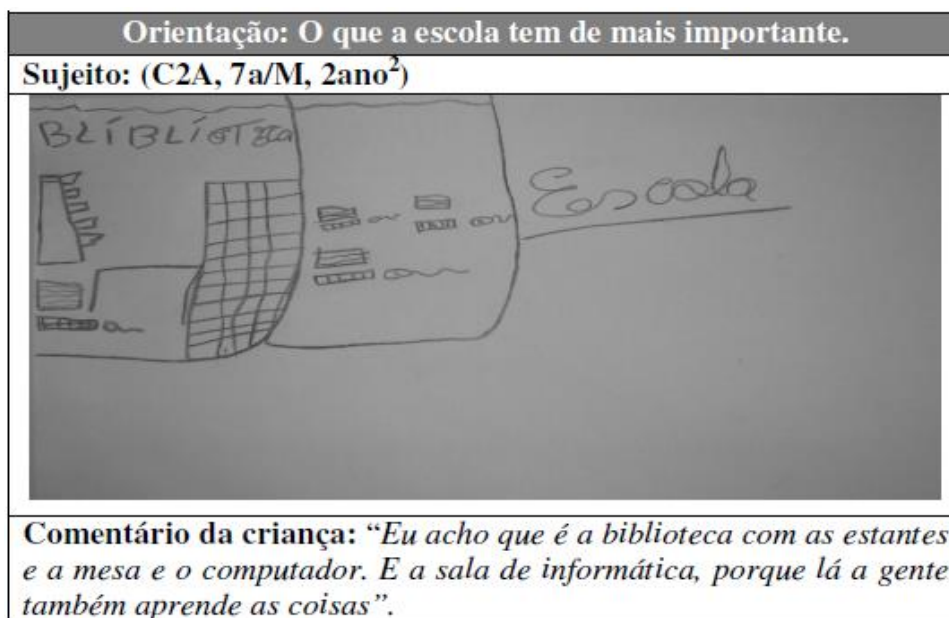 Orientação: O que a escola tem de mais importante.
Sujeito: (C2A, 7a/M, 2ano²)
BLIBLIOTECa
Escola
Comentário da criança: “Eu acho que é a biblioteca com as estantes
e a mesa e o computador. E a sala de informática, porque lá a gente
também aprende as coisas”.